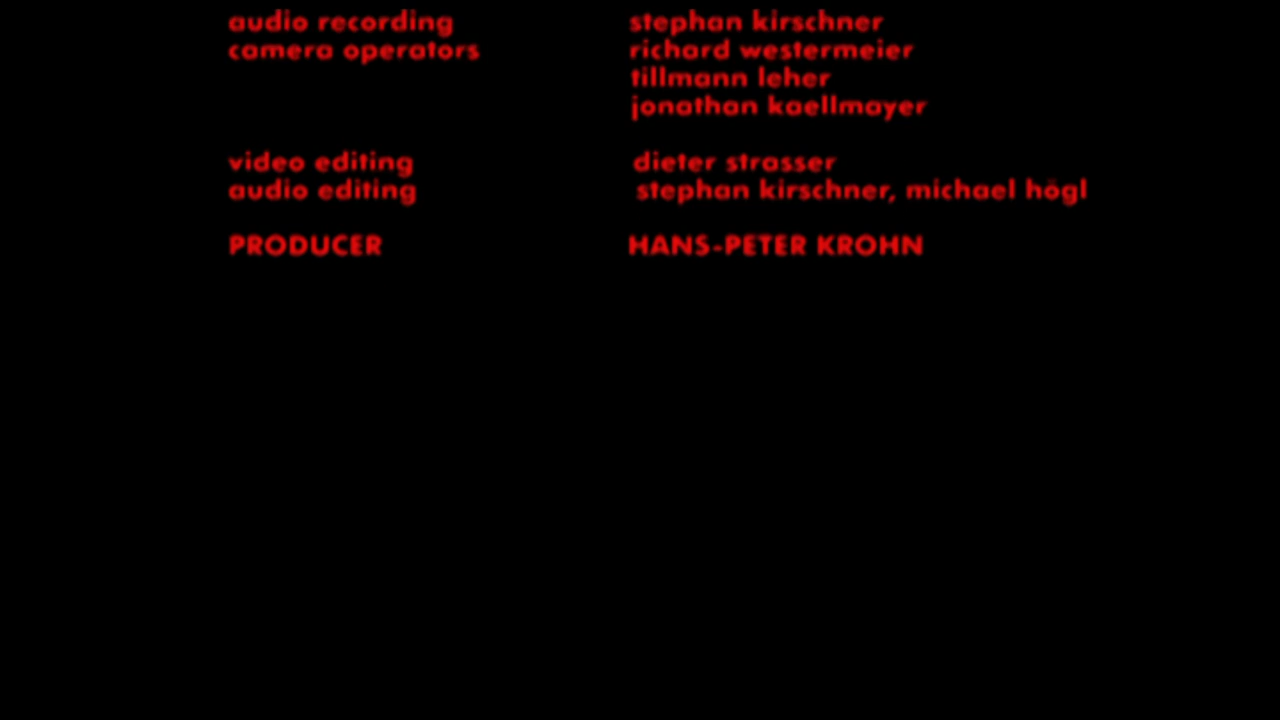 audio recording stephan kirschner
camera operators richard westermeier
tillmann leher
jonathan kaellmayer
video editing dieter strasser
audio editing stephan kirschner, michael högl
PRODUCER HANS-PETER KROHN